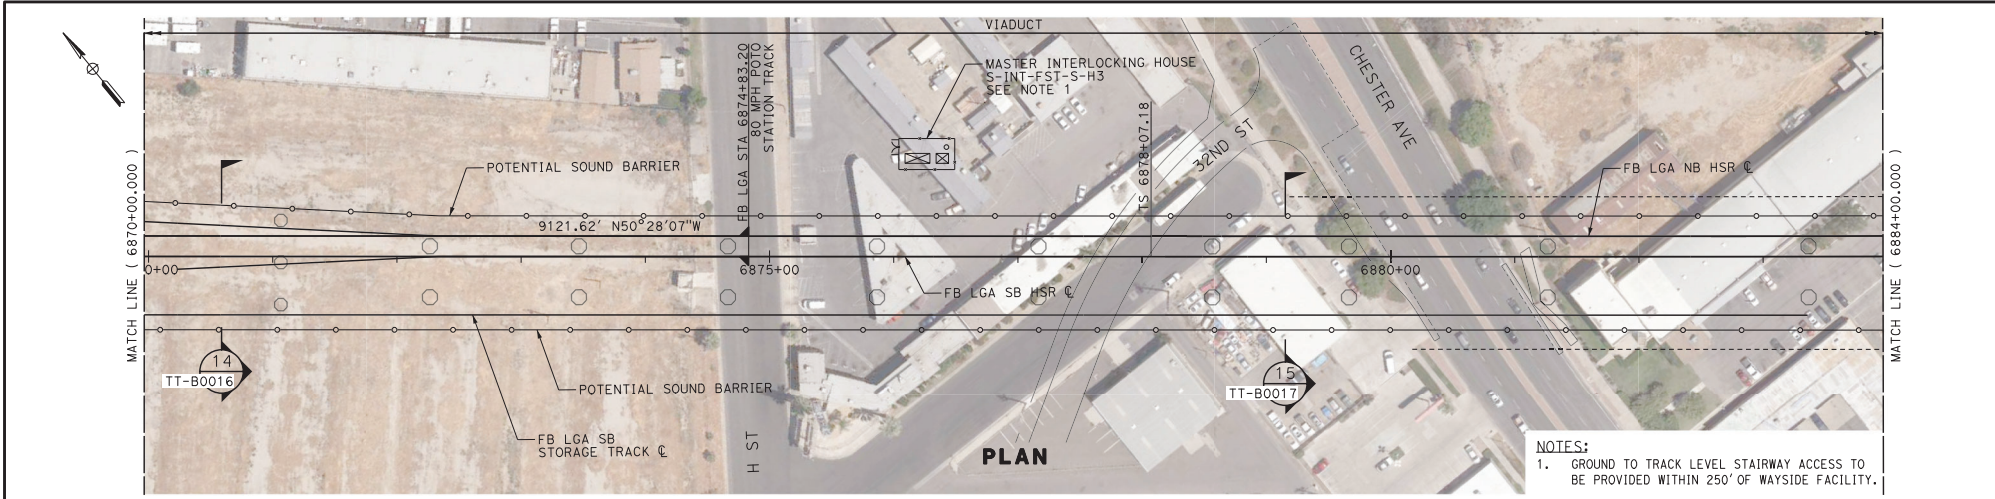 VIADUCT
MASTER INTERLOCKING HOUSE
S-INT-FST-S-H3
SEE NOTE 1
FB LGA STA 6874+83.20
80 MPH POTO
STATION TRACK
TS 6878+07.18
32ND ST
CHESTER AVE
POTENTIAL SOUND BARRIER
FB LGA NB HSR ℄
MATCH LINE ( 6870+00.000 )
MATCH LINE ( 6884+00.000 )
9121.62' N50°28'07"W
0+00
6875+00
6880+00
FB LGA SB HSR ℄
14
TT-B0016
15
TT-B0017
POTENTIAL SOUND BARRIER
FB LGA SB
STORAGE TRACK ℄
H ST
PLAN
NOTES:
1. GROUND TO TRACK LEVEL STAIRWAY ACCESS TO
BE PROVIDED WITHIN 250' OF WAYSIDE FACILITY.